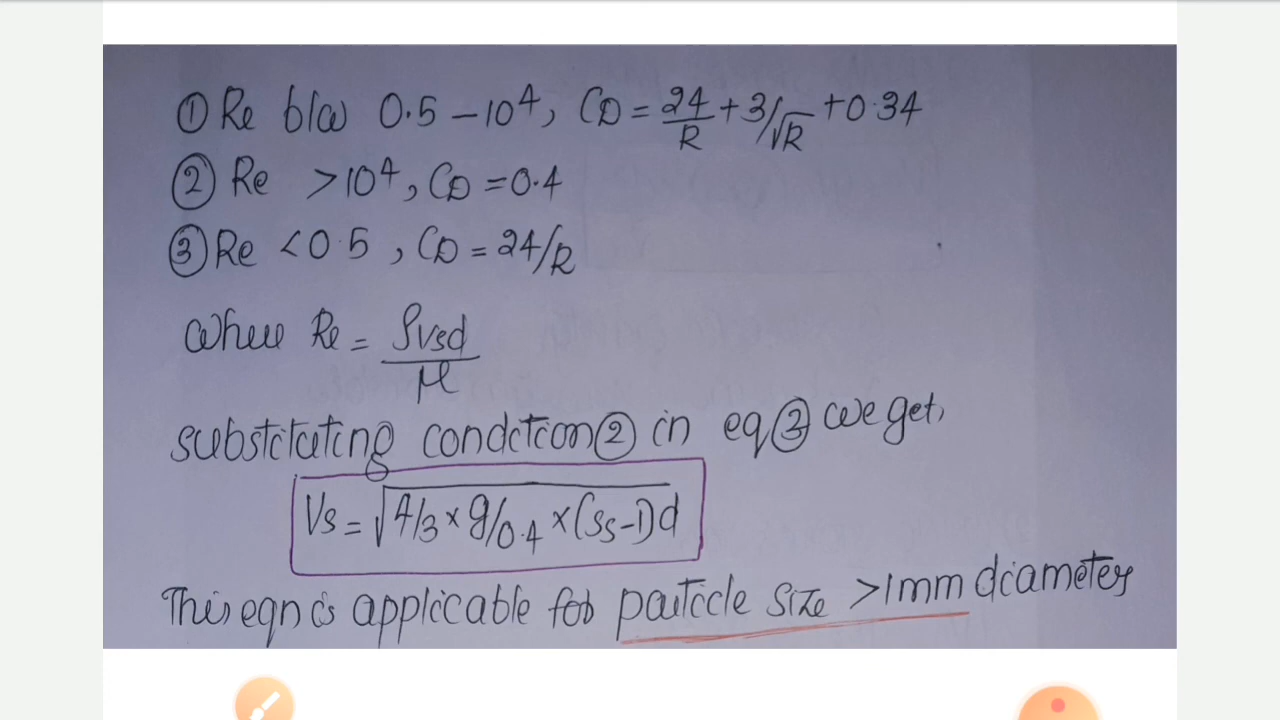 ① Re b/w 0.5 – 10⁴, CD = 24/R + 3/√R + 0.34
② Re > 10⁴, CD = 0.4
③ Re < 0.5, CD = 24/R
where Re = ρvsd/μ
substituting condition ② in eq ③ we get,
Vs = √4/3 × g/0.4 × (Ss-1)d
This eqn is applicable for particle size >1mm diameter